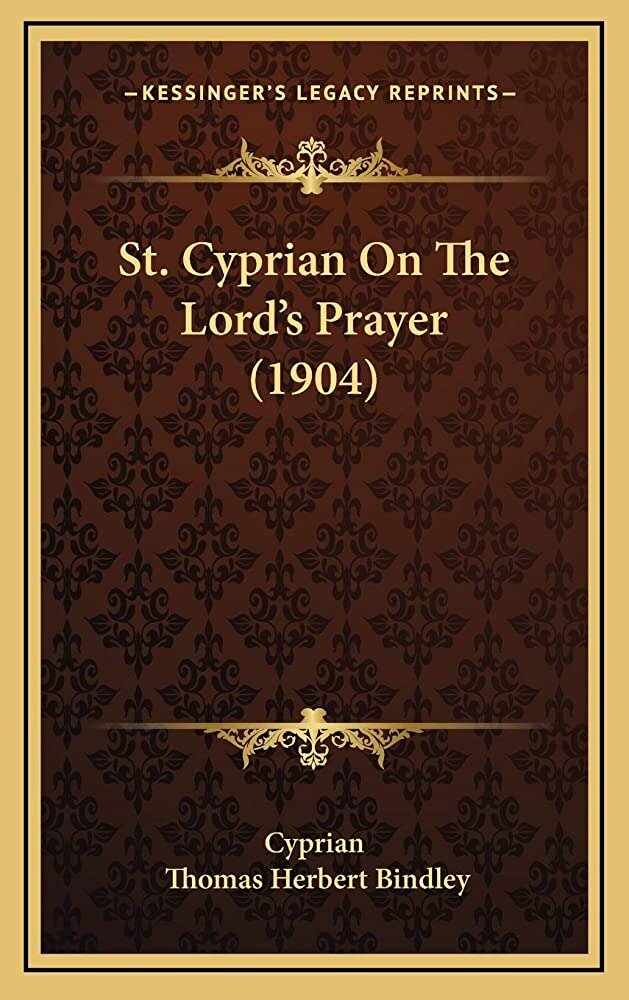 –KESSINGER'S LEGACY REPRINTS–
St. Cyprian On The
Lord's Prayer
(1904)
Cyprian
Thomas Herbert Bindley